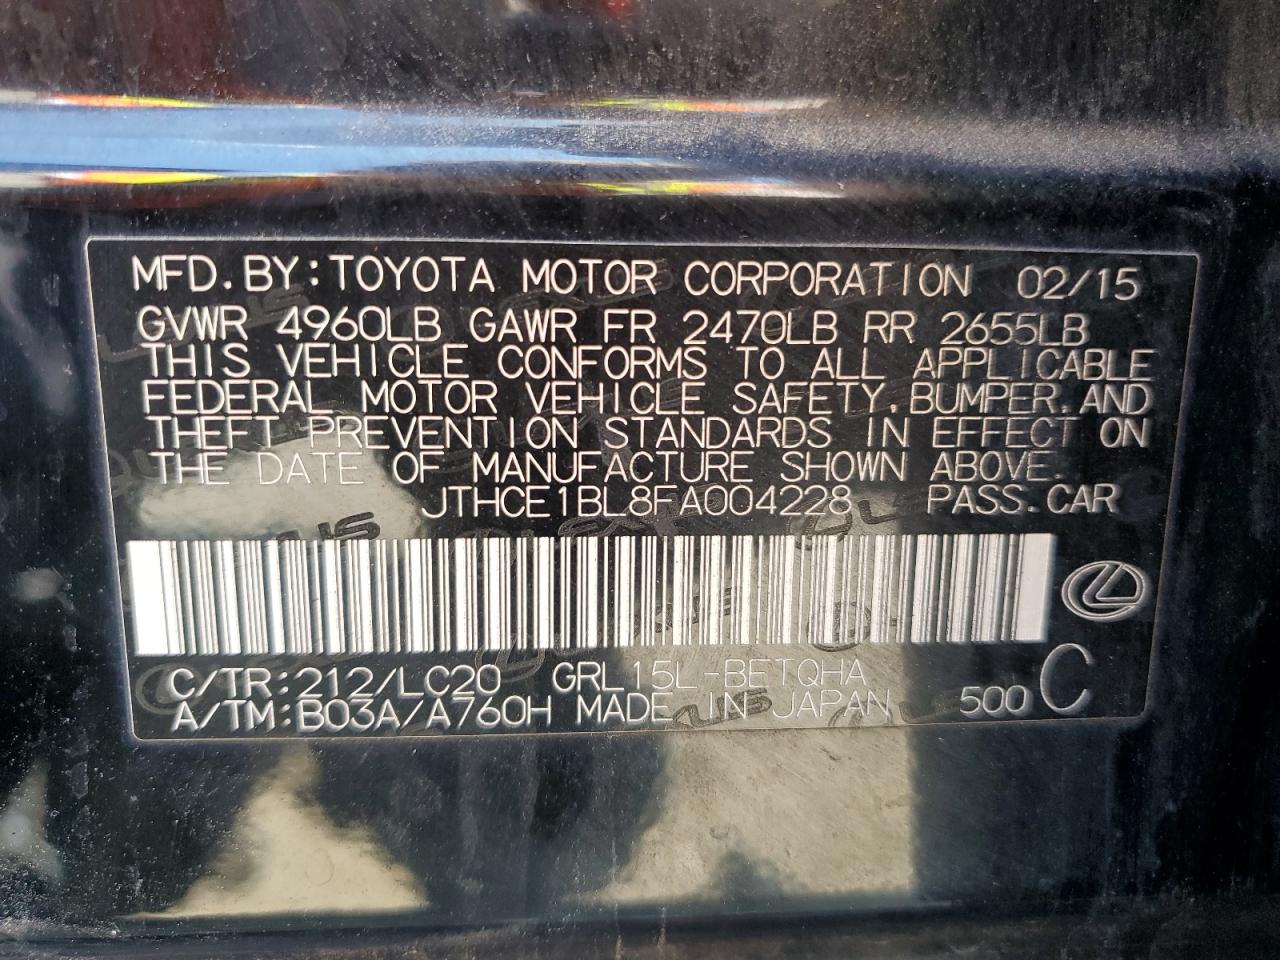 MFD.BY:TOYOTA MOTOR CORPORATION 02/15
GVWR 4960LB GAWR FR 2470LB RR 2655LB
THIS VEHICLE CONFORMS TO ALL APPLICABLE
FEDERAL MOTOR VEHICLE SAFETY,BUMPER,AND
THEFT PREVENTION STANDARDS IN EFFECT ON
THE DATE OF MANUFACTURE SHOWN ABOVE.
JTHCE1BL8FA004228 PASS.CAR
C/TR:212/LC20 GRL15L-BETQHA
A/TM:B03A/A760H MADE IN JAPAN 500 C